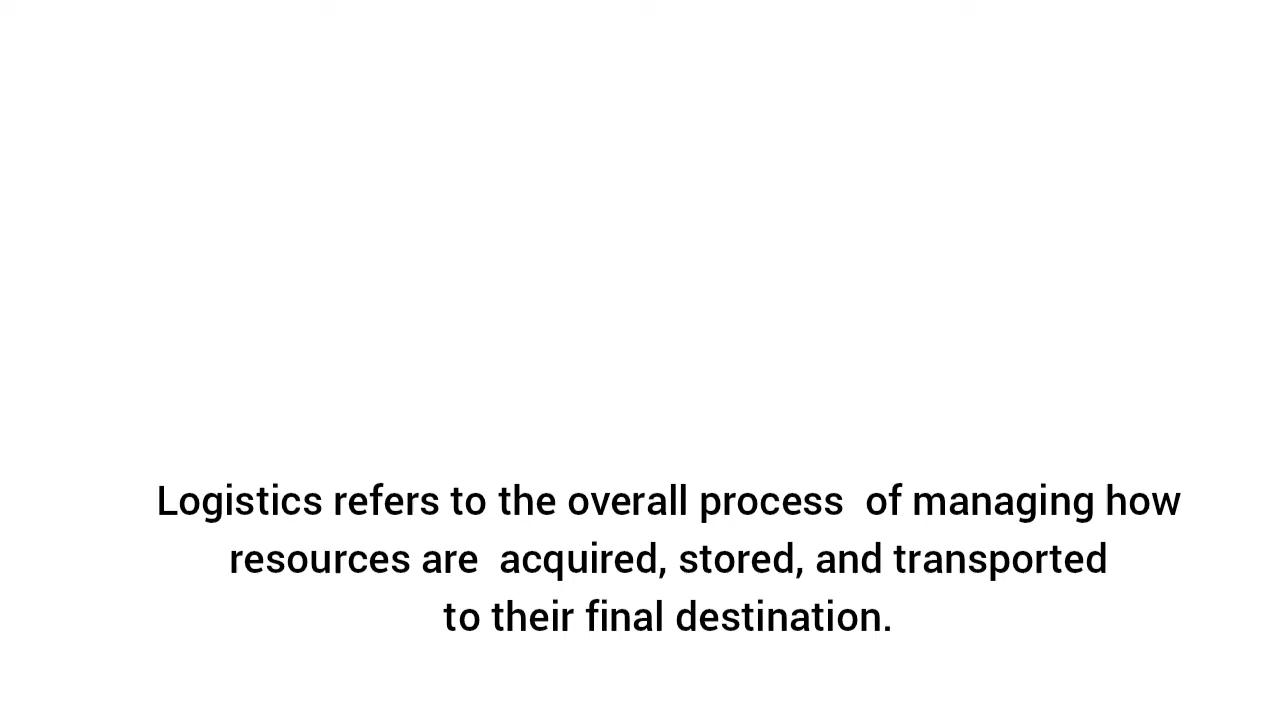 Logistics refers to the overall process  of managing how
resources are  acquired, stored, and transported
to their final destination.